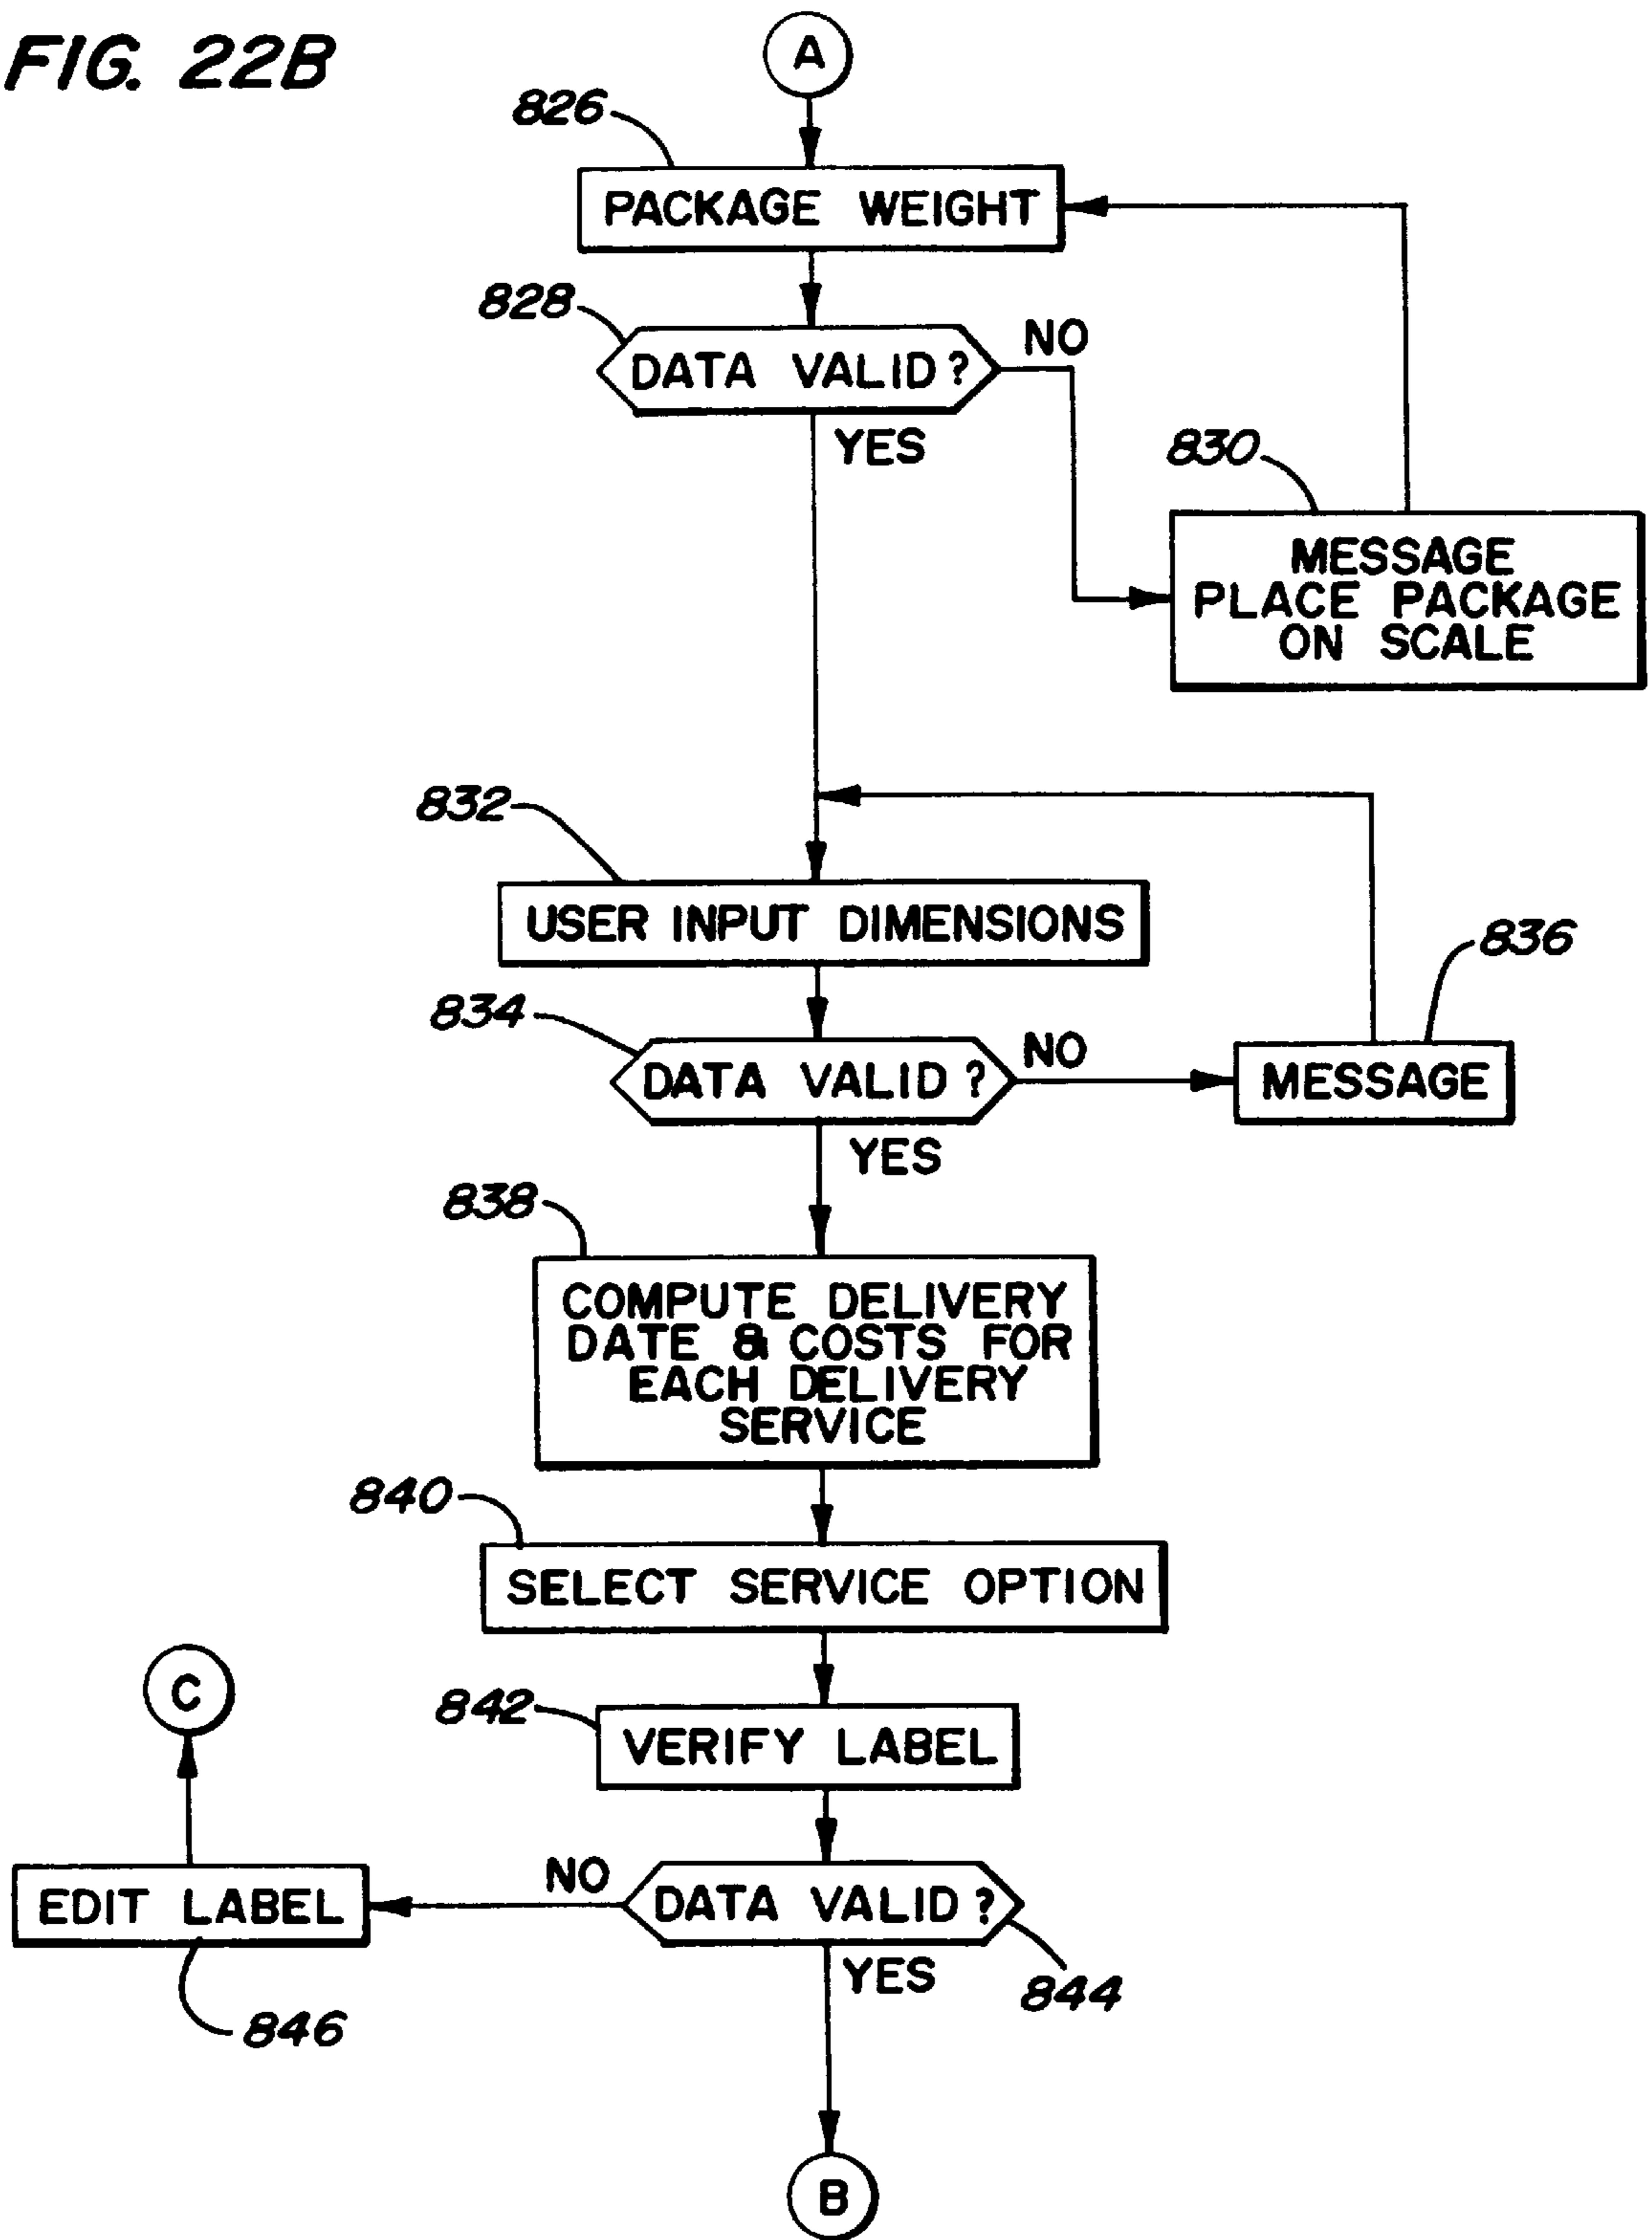 FIG. 22B
A
826
PACKAGE WEIGHT
828
DATA VALID?
NO
YES
830
MESSAGE
PLACE PACKAGE
ON SCALE
832
USER INPUT DIMENSIONS
836
834
DATA VALID?
NO
MESSAGE
YES
838
COMPUTE DELIVERY
DATE & COSTS FOR
EACH DELIVERY
SERVICE
840
SELECT SERVICE OPTION
C
842
VERIFY LABEL
EDIT LABEL
NO
DATA VALID?
YES
844
846
B